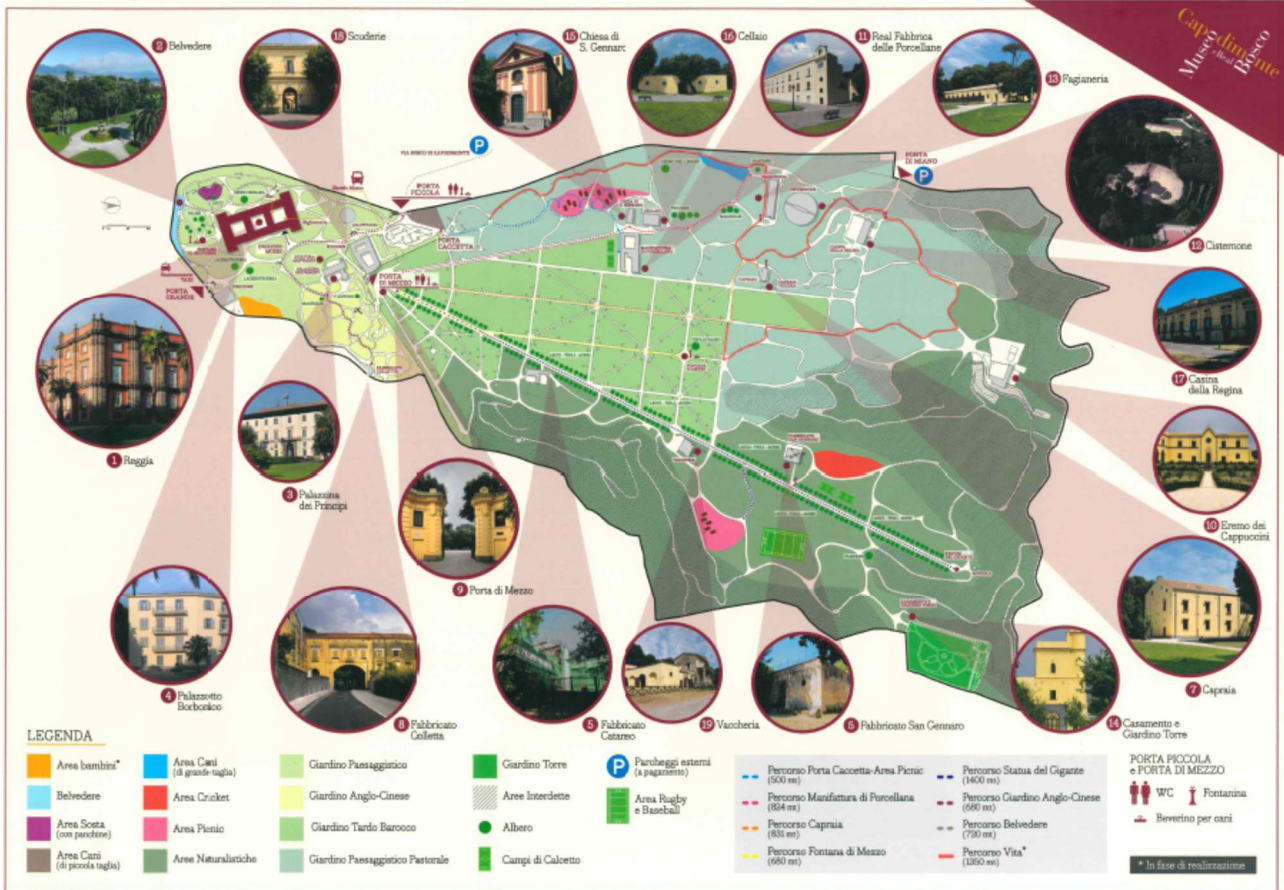 Capodimonte
Museo
e Real
Bosco
2 Belvedere
18 Scuderie
15 Chiesa di
S. Gennaro
16 Cellaio
11 Real Fabbrica
delle Porcellane
13 Fagianeria
12 Cisternone
17 Casina
della Regina
10 Eremo dei
Cappuccini
7 Capraia
14 Casamento e
Giardino Torre
6 Fabbricato San Gennaro
19 Vaccheria
5 Fabbricato
Catareo
8 Fabbricato
Colletta
4 Palazzotto
Borbonico
9 Porta di Mezzo
3 Palazzina
dei Principi
1 Reggia
P
PORTA
PICCOLA
PORTA
DI MIANO
P
PORTA
CACCETTA
PORTA
DI MEZZO
TAXI
PORTA
GRANDE
LEGENDA
Area bambini*
Belvedere
Area Sosta
(con panchine)
Area Cani
(di piccola taglia)
Area Cani
(di grande taglia)
Area Cricket
Area Picnic
Aree Naturalistiche
Giardino Paesaggistico
Giardino Anglo-Cinese
Giardino Tardo Barocco
Giardino Paesaggistico Pastorale
Giardino Torre
Aree Interdette
Albero
Campi di Calcetto
P Parcheggi esterni
(a pagamento)
Area Rugby
e Baseball
Percorso Porta Caccetta-Area Picnic
(500 mt)
Percorso Manifattura di Porcellana
(824 mt)
Percorso Capraia
(831 mt)
Percorso Fontana di Mezzo
(680 mt)
Percorso Statua del Gigante
(1400 mt)
Percorso Giardino Anglo-Cinese
(680 mt)
Percorso Belvedere
(720 mt)
Percorso Vita*
(1350 mt)
PORTA PICCOLA
e PORTA DI MEZZO
WC
Fontanina
Beverino per cani
* In fase di realizzazione